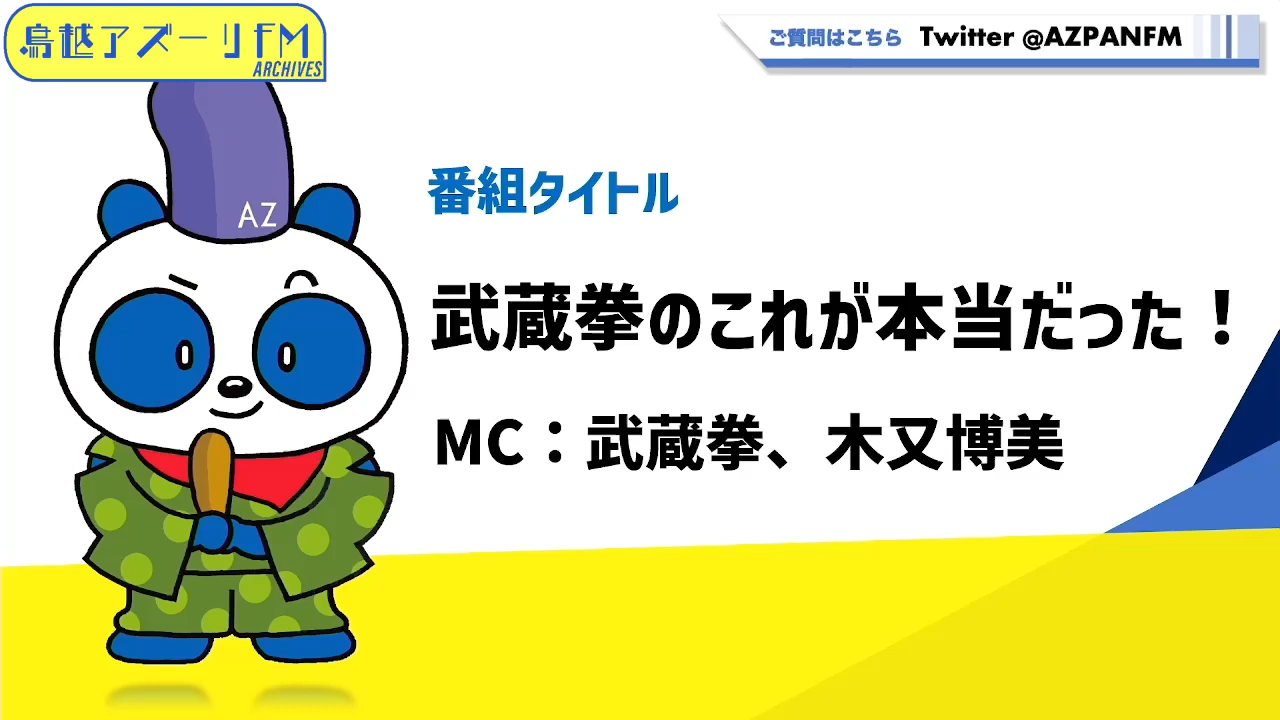 鳥越アズーリFM
ARCHIVES
ご質問はこちら Twitter @AZPANFM
AZ
番組タイトル
武蔵拳のこれが本当だった！
MC：武蔵拳、木又博美